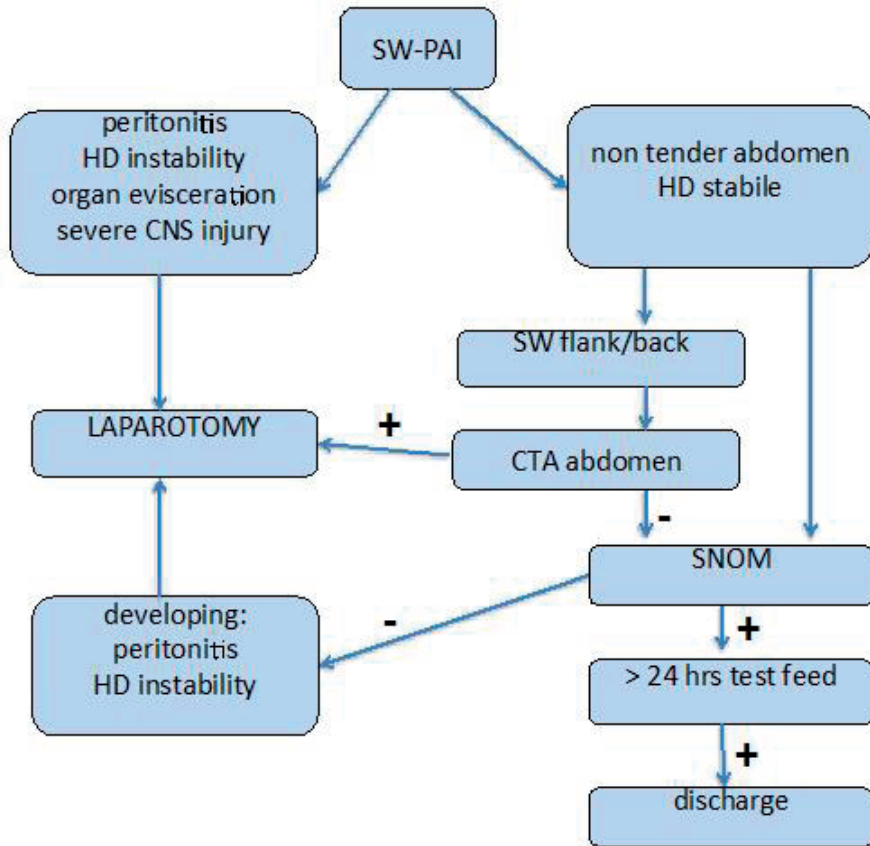 SW-PAI
peritonitis
HD instability
organ evisceration
severe CNS injury
non tender abdomen
HD stabile
SW flank/back
LAPAROTOMY
+
CTA abdomen
-
SNOM
developing:
peritonitis
HD instability
-
+
> 24 hrs test feed
+
discharge